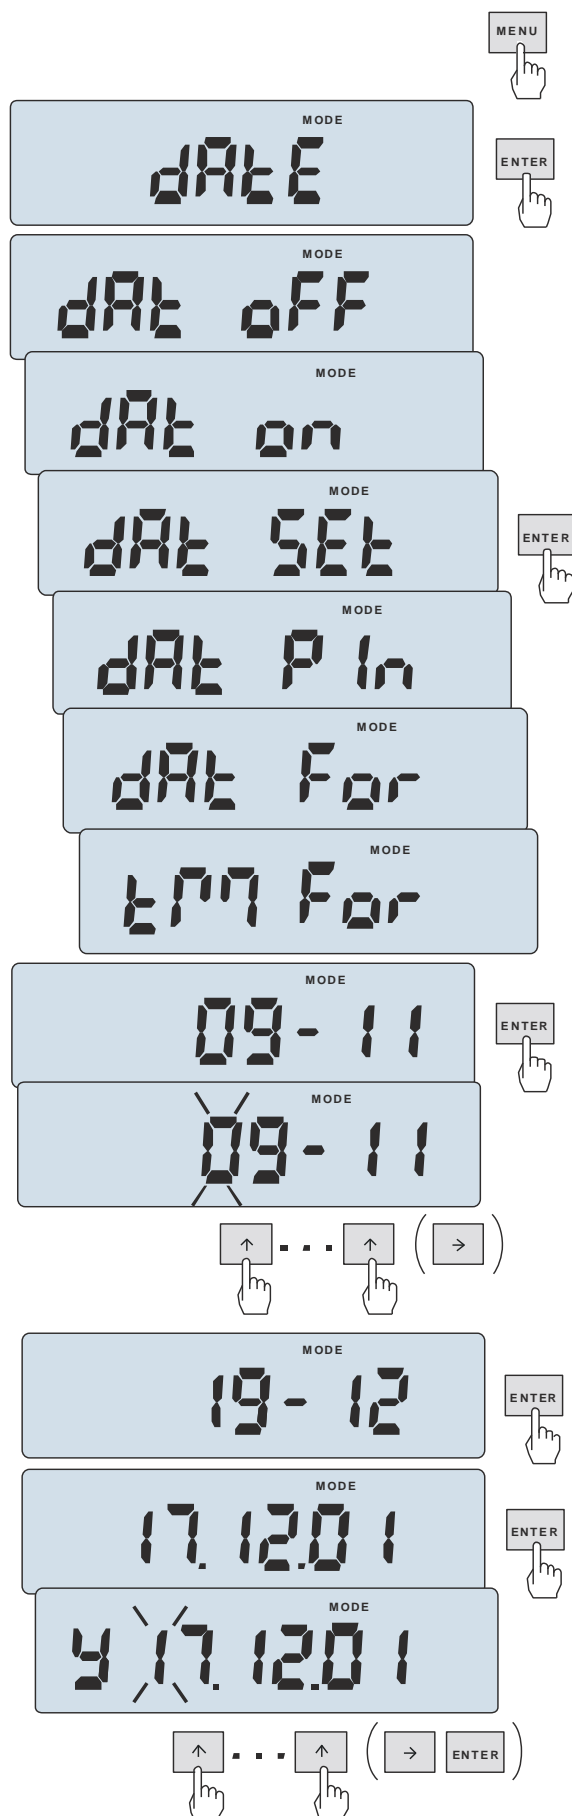 MENU
MODE
dAtE
ENTER
MODE
dAt oFF
MODE
dAt on
MODE
dAt SEt
ENTER
MODE
dAt PIn
MODE
dAt For
MODE
tM For
MODE
09-11
ENTER
MODE
09-11
↑ . . . ↑ ( → )
MODE
19-12
ENTER
MODE
17.12.01
ENTER
MODE
y 17.12.01
↑ . . . ↑ ( → ENTER )